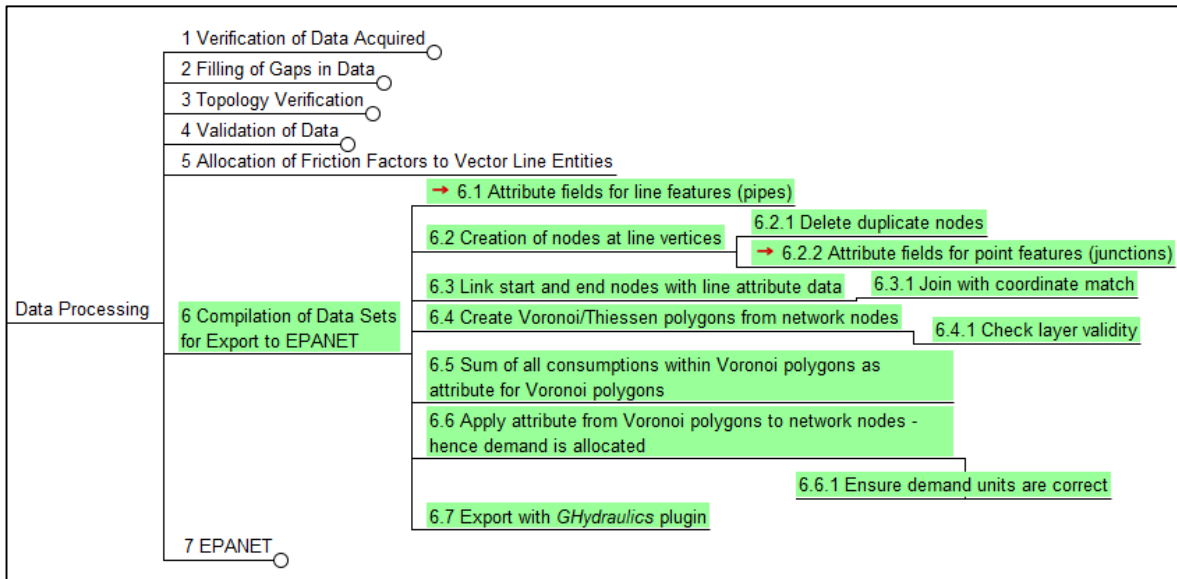 1 Verification of Data Acquired
2 Filling of Gaps in Data
3 Topology Verification
4 Validation of Data
5 Allocation of Friction Factors to Vector Line Entities
6.1 Attribute fields for line features (pipes)
6.2.1 Delete duplicate nodes
6.2 Creation of nodes at line vertices
6.2.2 Attribute fields for point features (junctions)
6.3 Link start and end nodes with line attribute data
6.3.1 Join with coordinate match
Data Processing
6 Compilation of Data Sets
for Export to EPANET
6.4 Create Voronoi/Thiessen polygons from network nodes
6.4.1 Check layer validity
6.5 Sum of all consumptions within Voronoi polygons as
attribute for Voronoi polygons
6.6 Apply attribute from Voronoi polygons to network nodes -
hence demand is allocated
6.6.1 Ensure demand units are correct
6.7 Export with GHydraulics plugin
7 EPANET